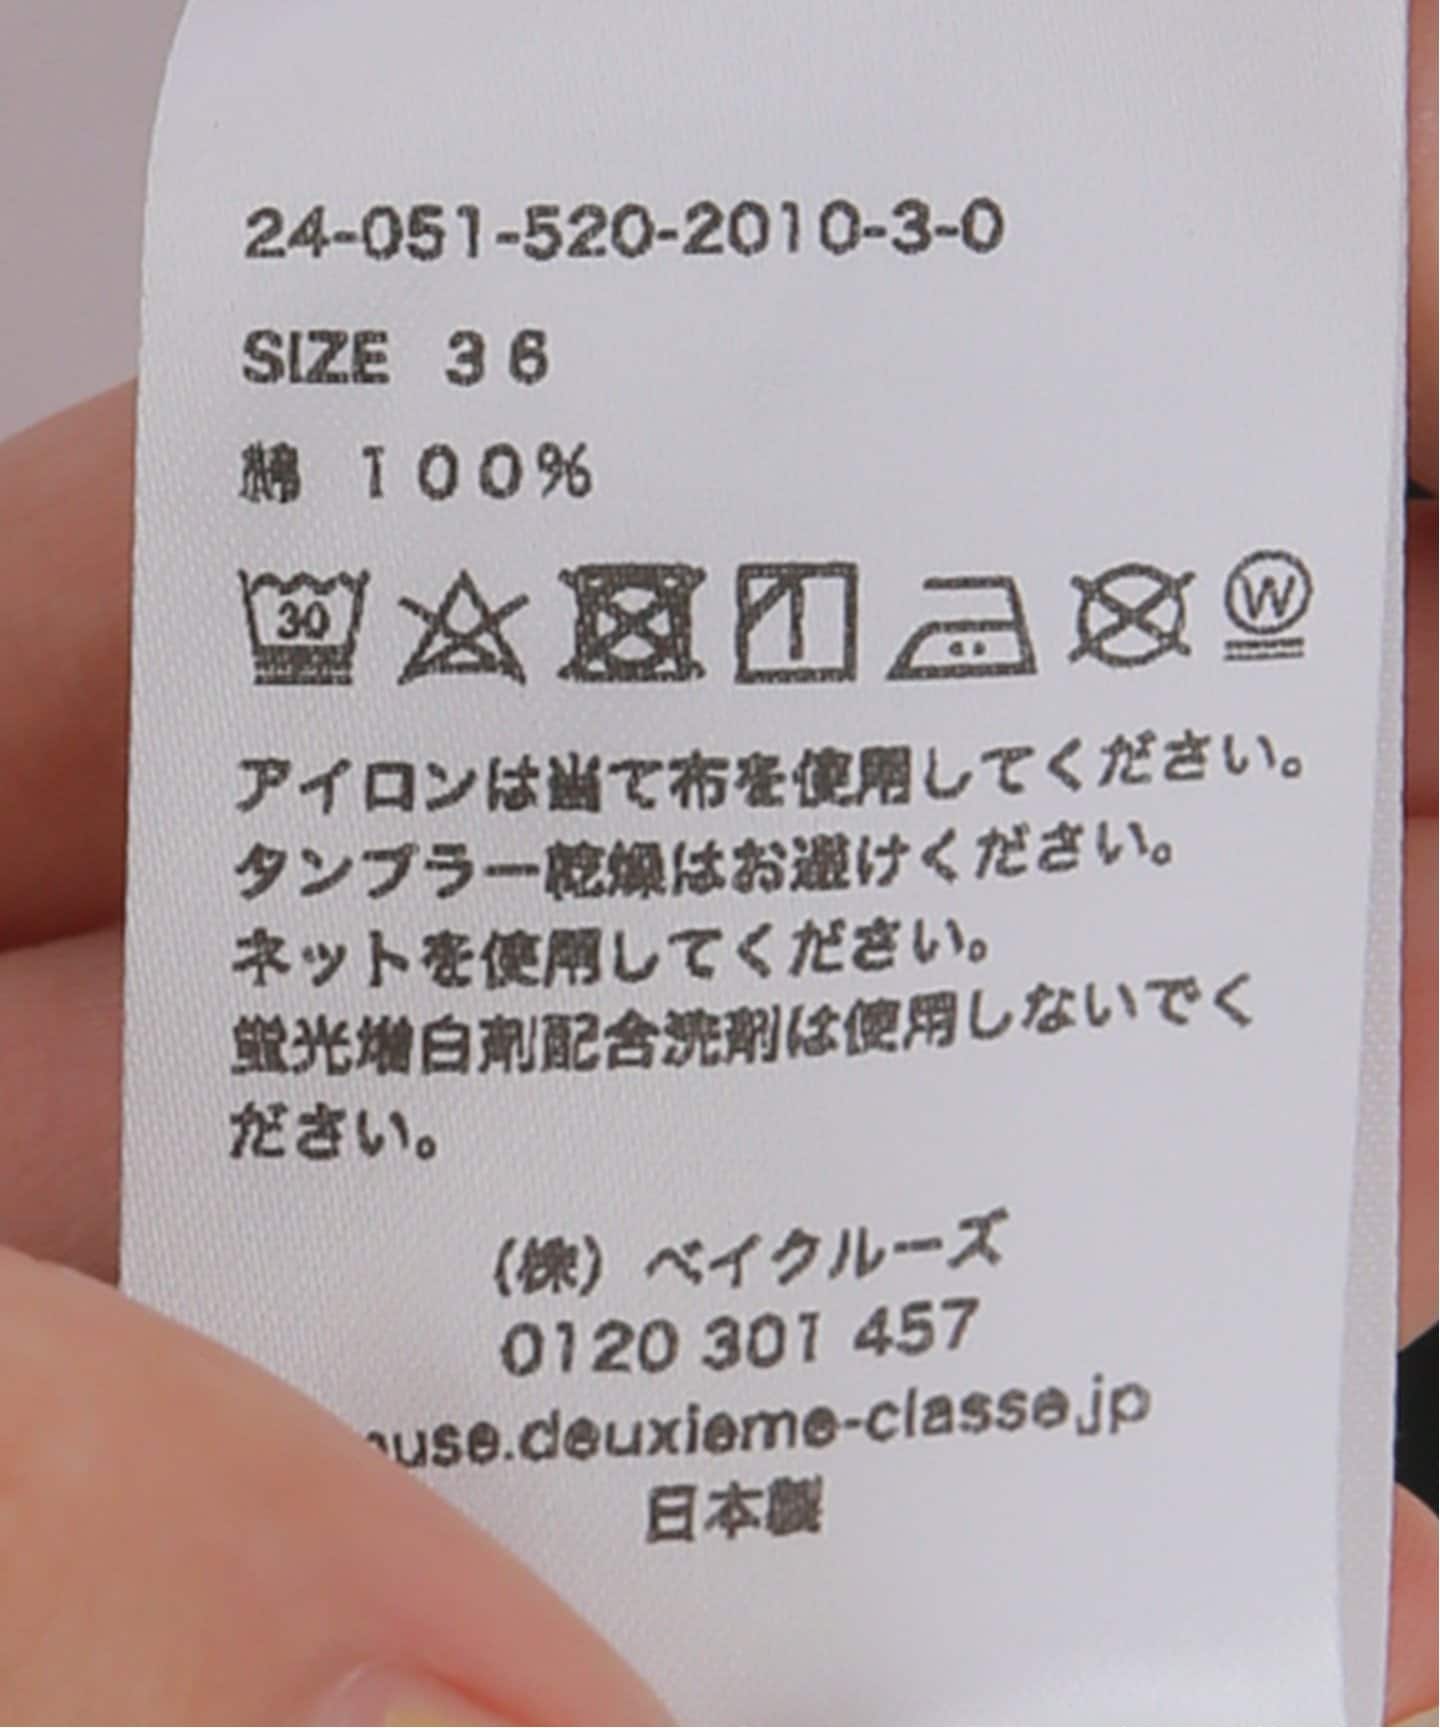 24-051-520-2010-3-0
SIZE 36
綿 100%
30 W
アイロンは当て布を使用してください。
タンブラー乾燥はお避けください。
ネットを使用してください。
蛍光増白剤配合洗剤は使用しないでく
ださい。
(株) ベイクルーズ
0120 301 457
use.deuxieme-classe.jp
日本製